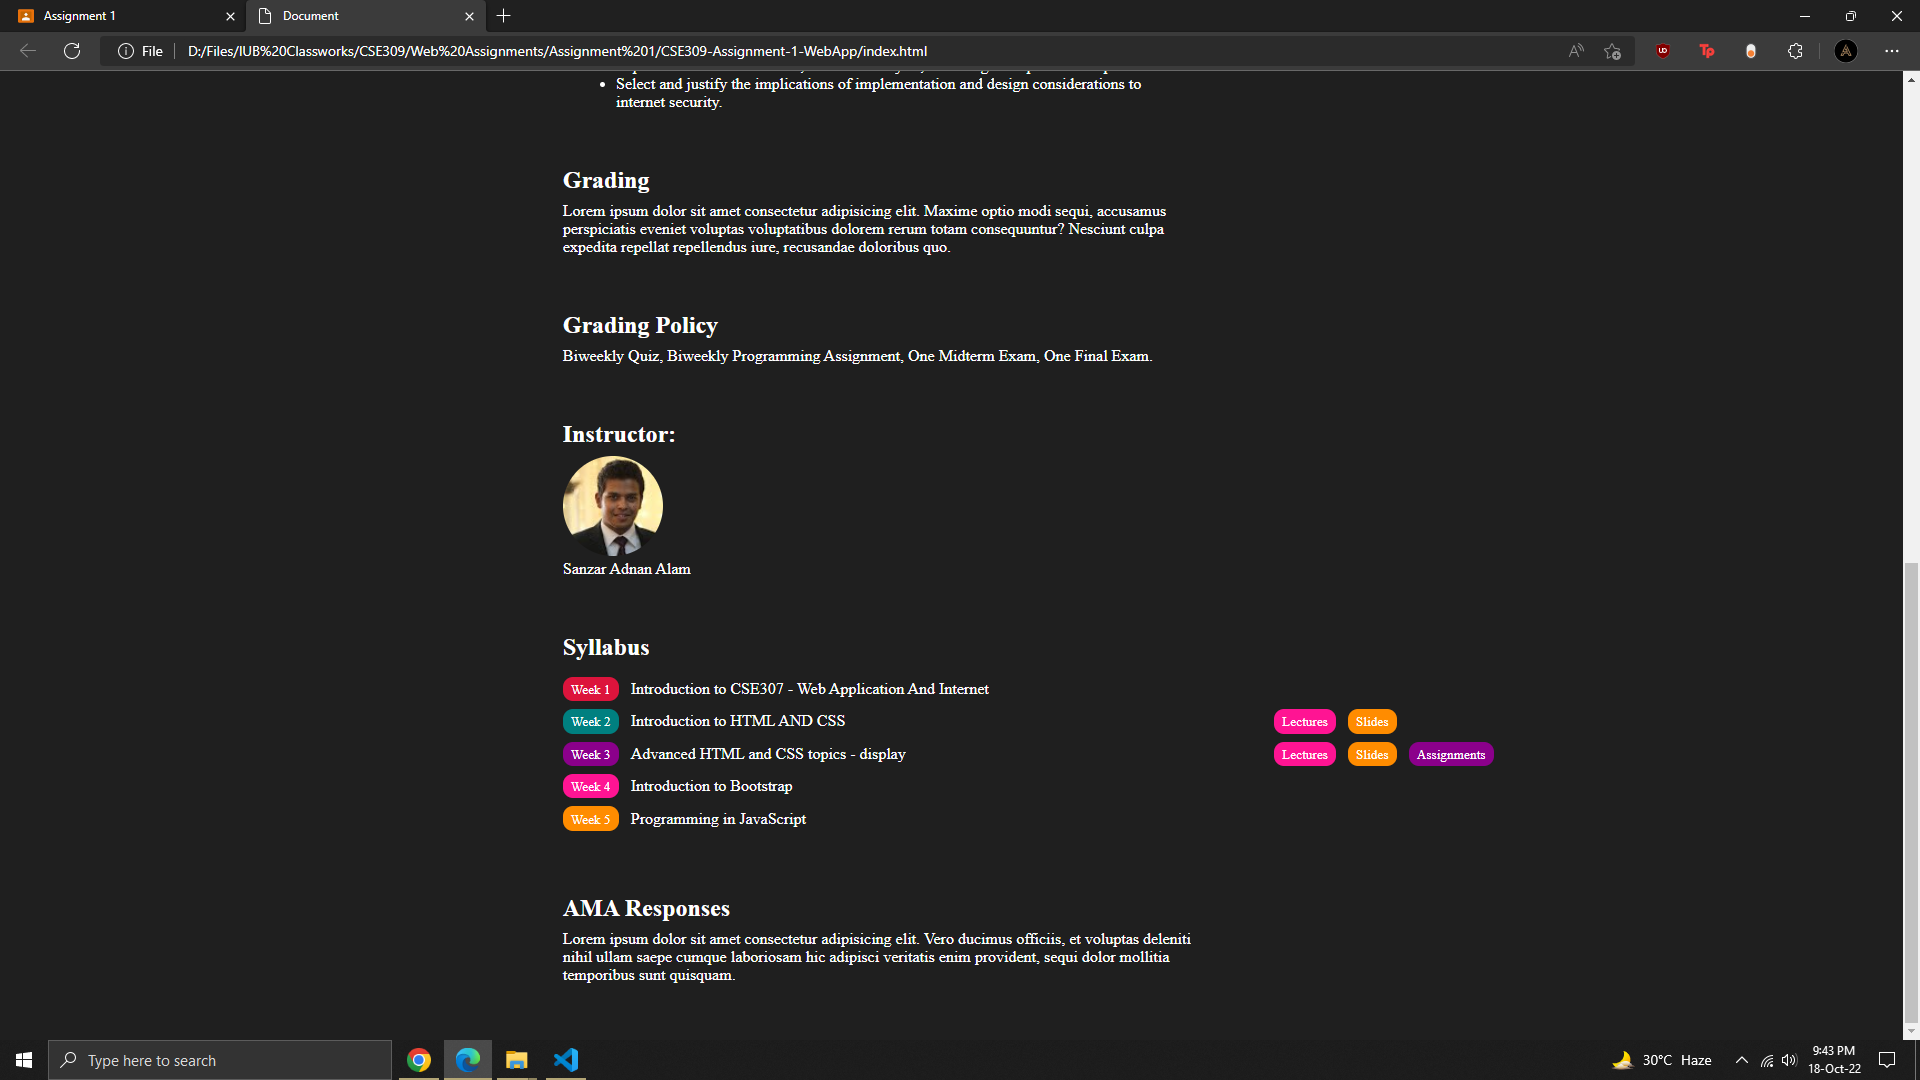 Assignment 1
Document
File
D:/Files/IUB%20Classworks/CSE309/Web%20Assignments/Assignment%201/CSE309-Assignment-1-WebApp/index.html
Select and justify the implications of implementation and design considerations to
internet security.
Grading
Lorem ipsum dolor sit amet consectetur adipisicing elit. Maxime optio modi sequi, accusamus
perspiciatis eveniet voluptas voluptatibus dolorem rerum totam consequuntur? Nesciunt culpa
expedita repellat repellendus iure, recusandae doloribus quo.
Grading Policy
Biweekly Quiz, Biweekly Programming Assignment, One Midterm Exam, One Final Exam.
Instructor:
Sanzar Adnan Alam
Syllabus
Week 1 Introduction to CSE307 - Web Application And Internet
Week 2 Introduction to HTML AND CSS Lectures Slides
Week 3 Advanced HTML and CSS topics - display Lectures Slides Assignments
Week 4 Introduction to Bootstrap
Week 5 Programming in JavaScript
AMA Responses
Lorem ipsum dolor sit amet consectetur adipisicing elit. Vero ducimus officiis, et voluptas deleniti
nihil ullam saepe cumque laboriosam hic adipisci veritatis enim provident, sequi dolor mollitia
temporibus sunt quisquam.
Type here to search
30°C Haze
9:43 PM
18-Oct-22